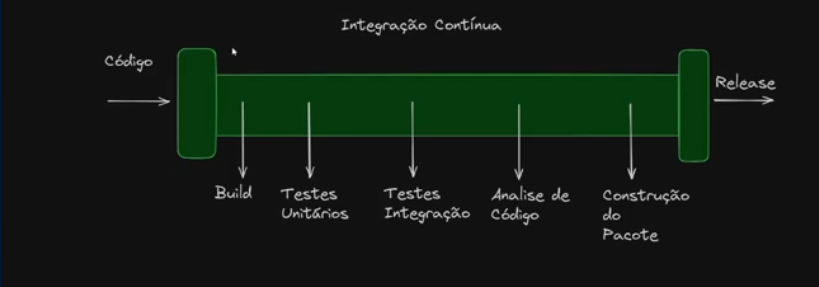 Integração Contínua
Código
Release
Build
Testes
Unitários
Testes
Integração
Analise de
Código
Construção
do
Pacote